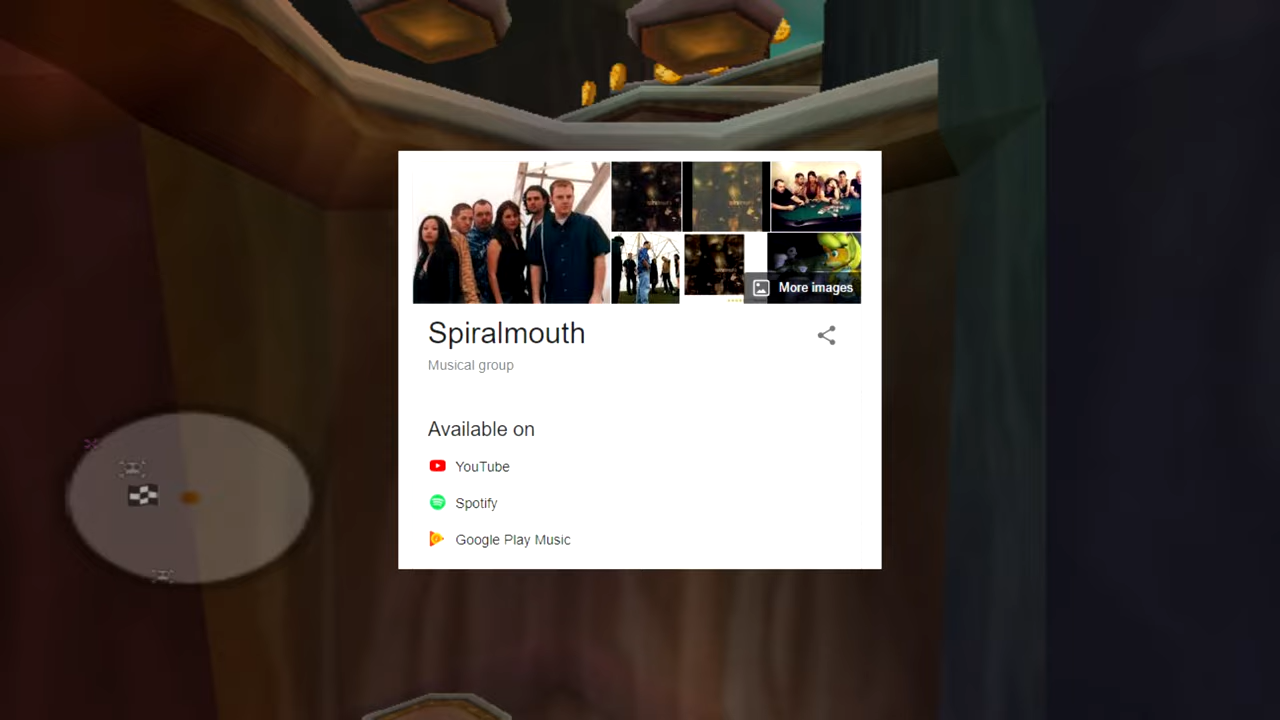 More images
Spiralmouth
Musical group
Available on
YouTube
Spotify
Google Play Music